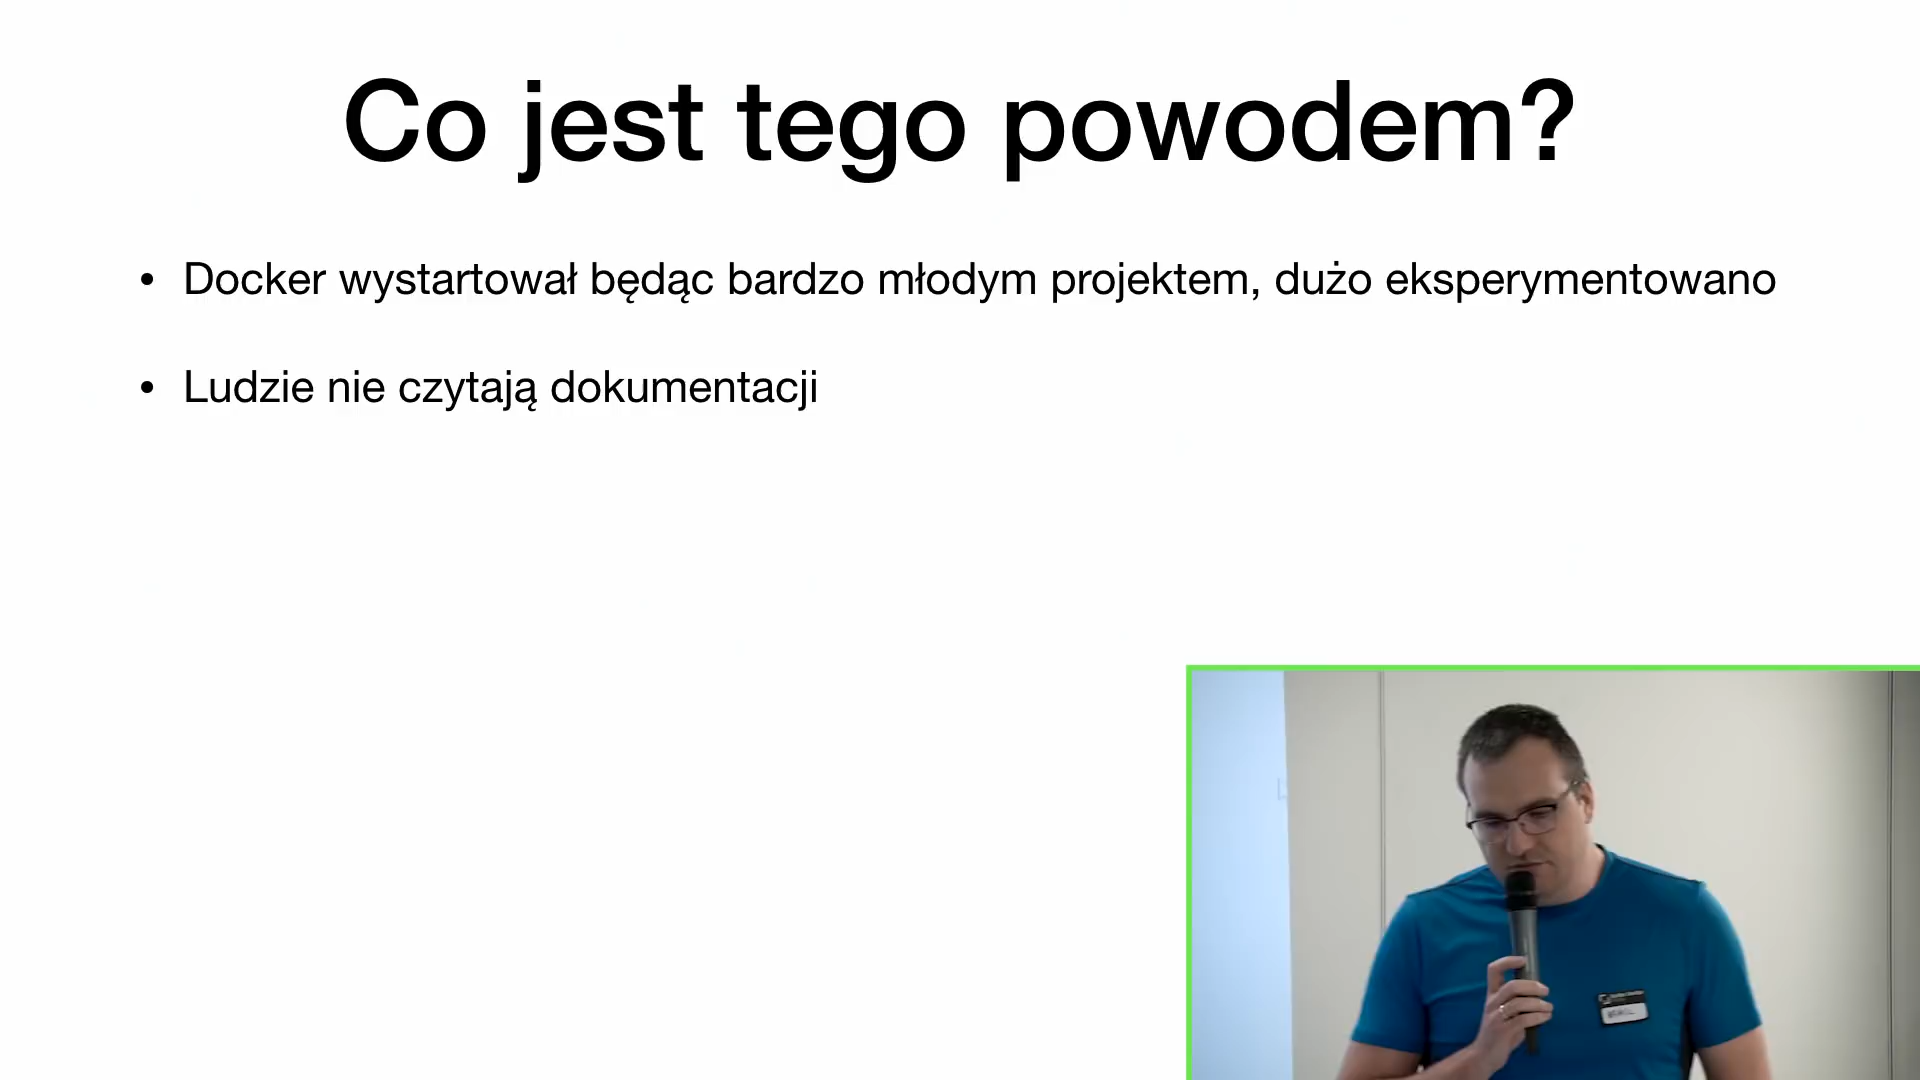 Co jest tego powodem?
• Docker wystartował będąc bardzo młodym projektem, dużo eksperymentowano
• Ludzie nie czytają dokumentacji